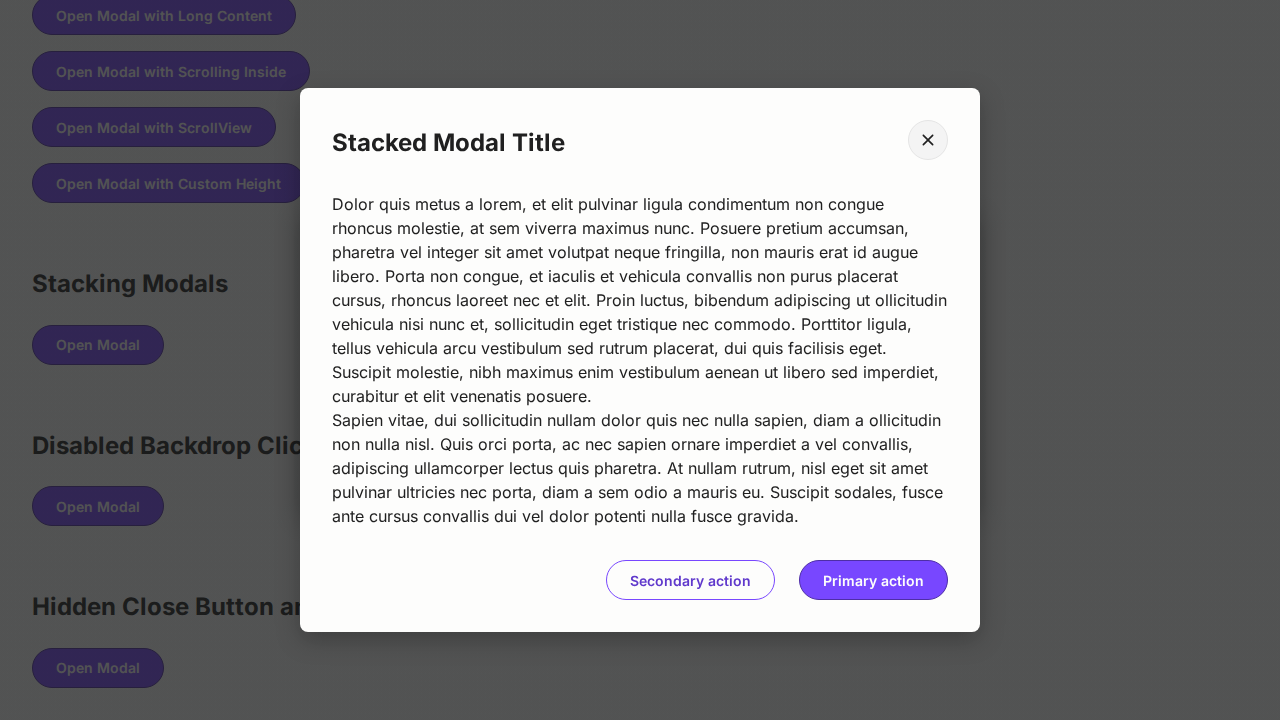 Open Modal with Long Content
Open Modal with Scrolling Inside
Open Modal with ScrollView
Open Modal with Custom Height
Stacking Modals
Open Modal
Disabled Backdrop Clic
Open Modal
Hidden Close Button ar
Open Modal
Stacked Modal Title
Dolor quis metus a lorem, et elit pulvinar ligula condimentum non congue
rhoncus molestie, at sem viverra maximus nunc. Posuere pretium accumsan,
pharetra vel integer sit amet volutpat neque fringilla, non mauris erat id augue
libero. Porta non congue, et iaculis et vehicula convallis non purus placerat
cursus, rhoncus laoreet nec et elit. Proin luctus, bibendum adipiscing ut ollicitudin
vehicula nisi nunc et, sollicitudin eget tristique nec commodo. Porttitor ligula,
tellus vehicula arcu vestibulum sed rutrum placerat, dui quis facilisis eget.
Suscipit molestie, nibh maximus enim vestibulum aenean ut libero sed imperdiet,
curabitur et elit venenatis posuere.
Sapien vitae, dui sollicitudin nullam dolor quis nec nulla sapien, diam a ollicitudin
non nulla nisl. Quis orci porta, ac nec sapien ornare imperdiet a vel convallis,
adipiscing ullamcorper lectus quis pharetra. At nullam rutrum, nisl eget sit amet
pulvinar ultricies nec porta, diam a sem odio a mauris eu. Suscipit sodales, fusce
ante cursus convallis dui vel dolor potenti nulla fusce gravida.
Secondary action
Primary action